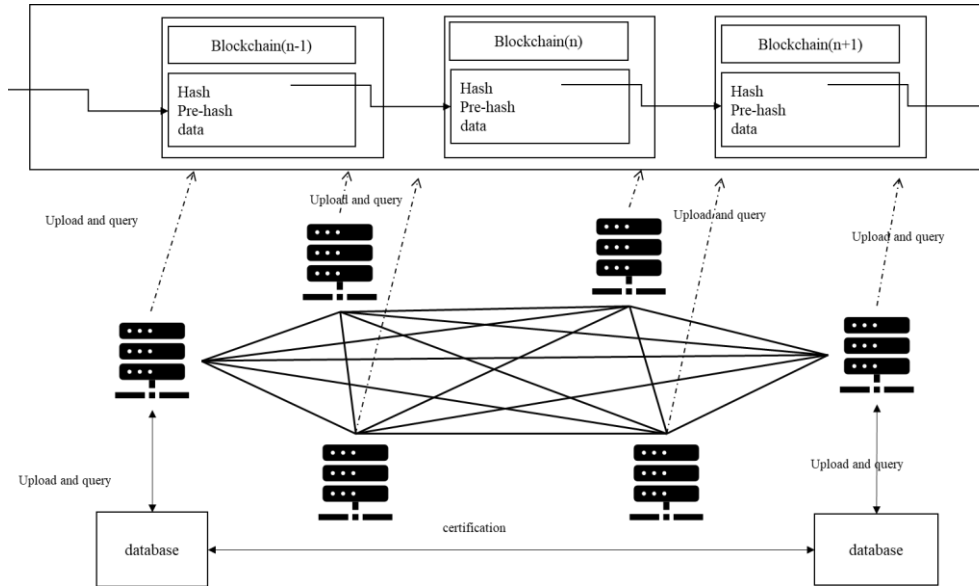 Blockchain(n-1)
Blockchain(n)
Blockchain(n+1)
Hash
Pre-hash
data
Hash
Pre-hash
data
Hash
Pre-hash
data
Upload and query
Upload and query
Upload and query
Upload and query
Upload and query
Upload and query
certification
database
database